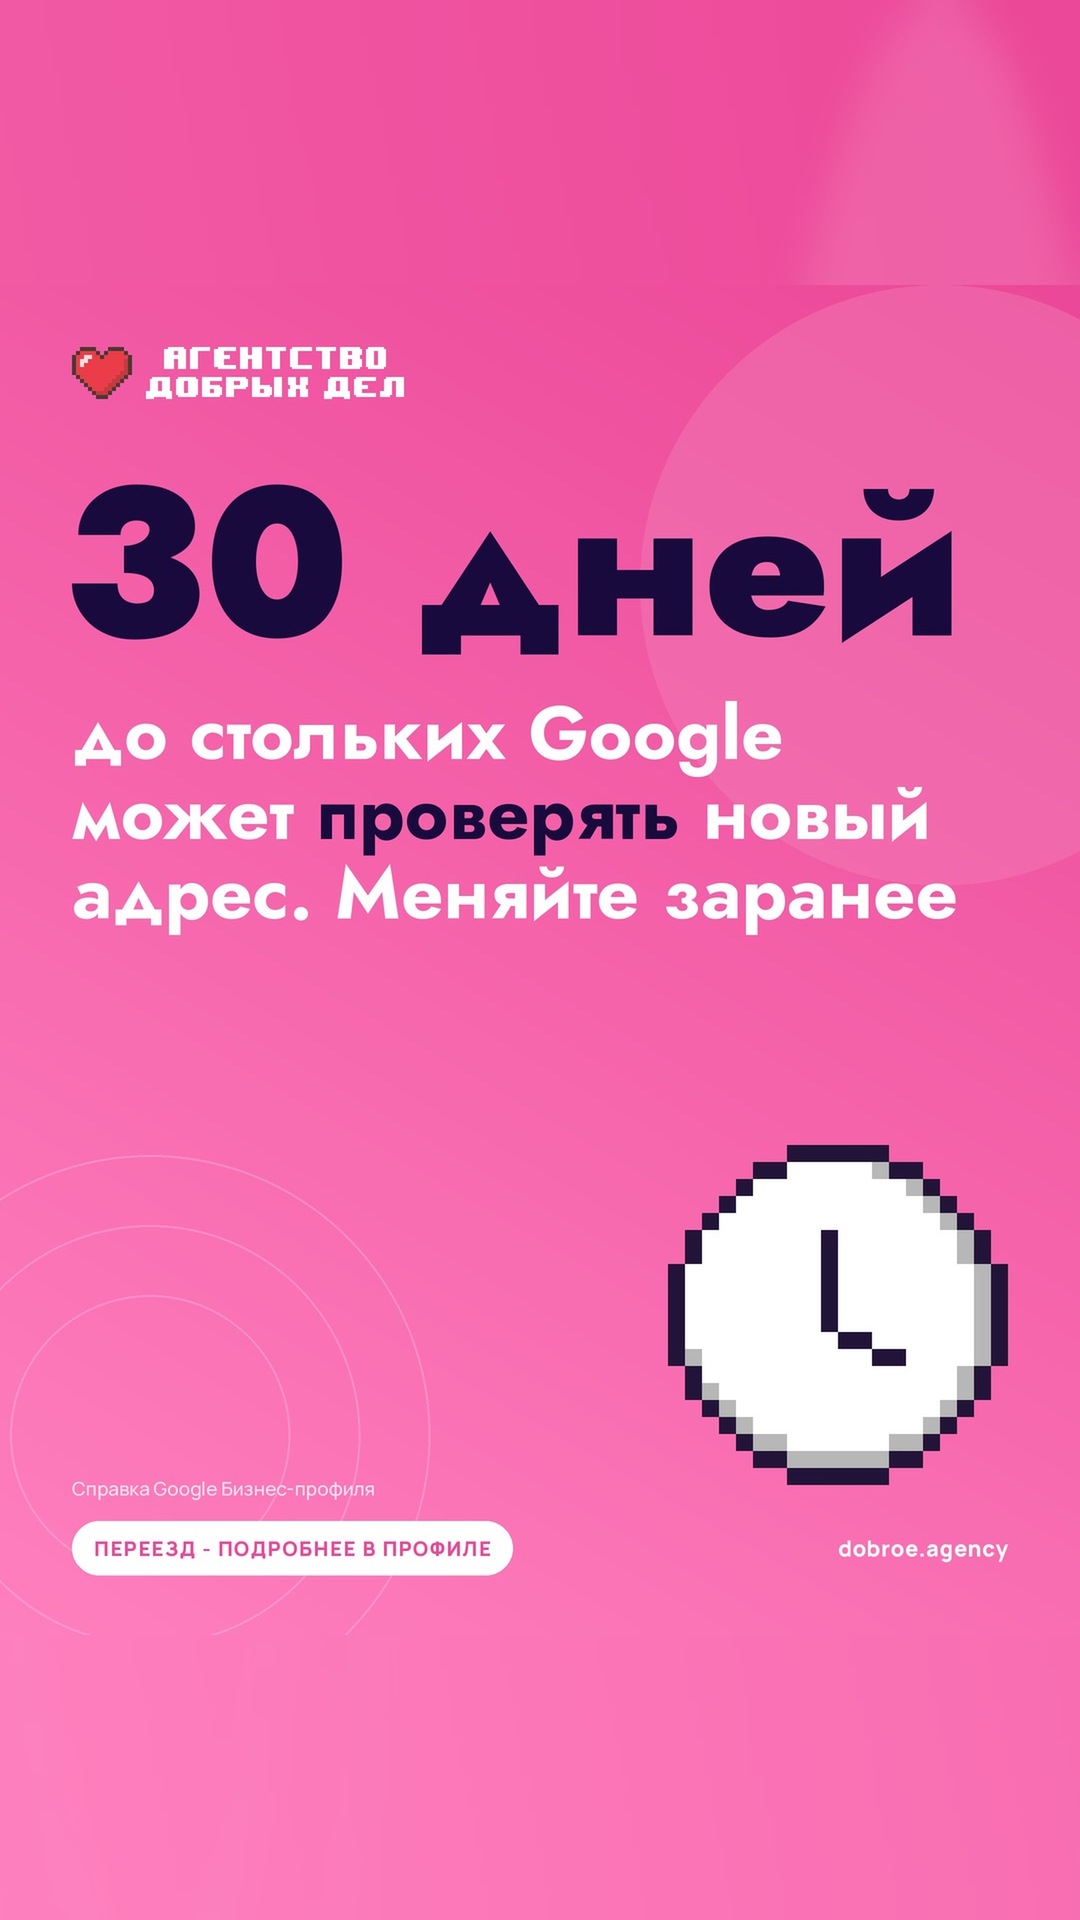 АГЕНТСТВО
ДОБРЫХ ДЕЛ
30 дней
до стольких Google
может проверять новый
адрес. Меняйте заранее
Справка Google Бизнес-профиля
ПЕРЕЕЗД - ПОДРОБНЕЕ В ПРОФИЛЕ
dobroe.agency